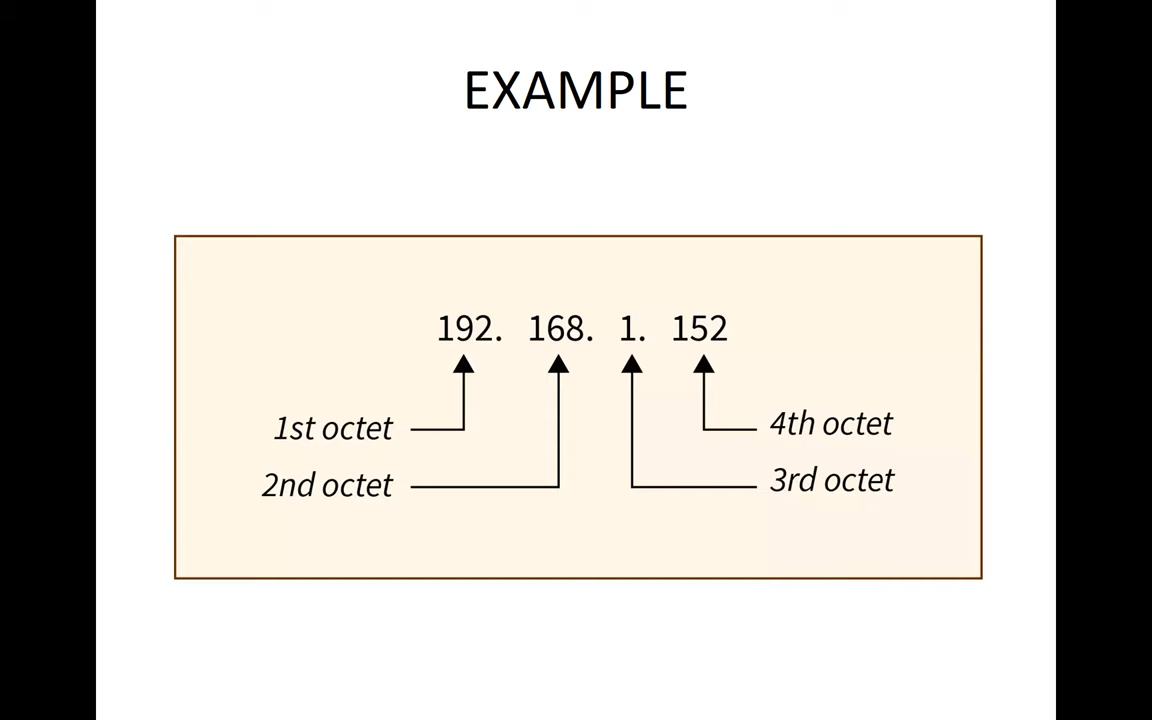 EXAMPLE
192. 168. 1. 152
1st octet
4th octet
2nd octet
3rd octet